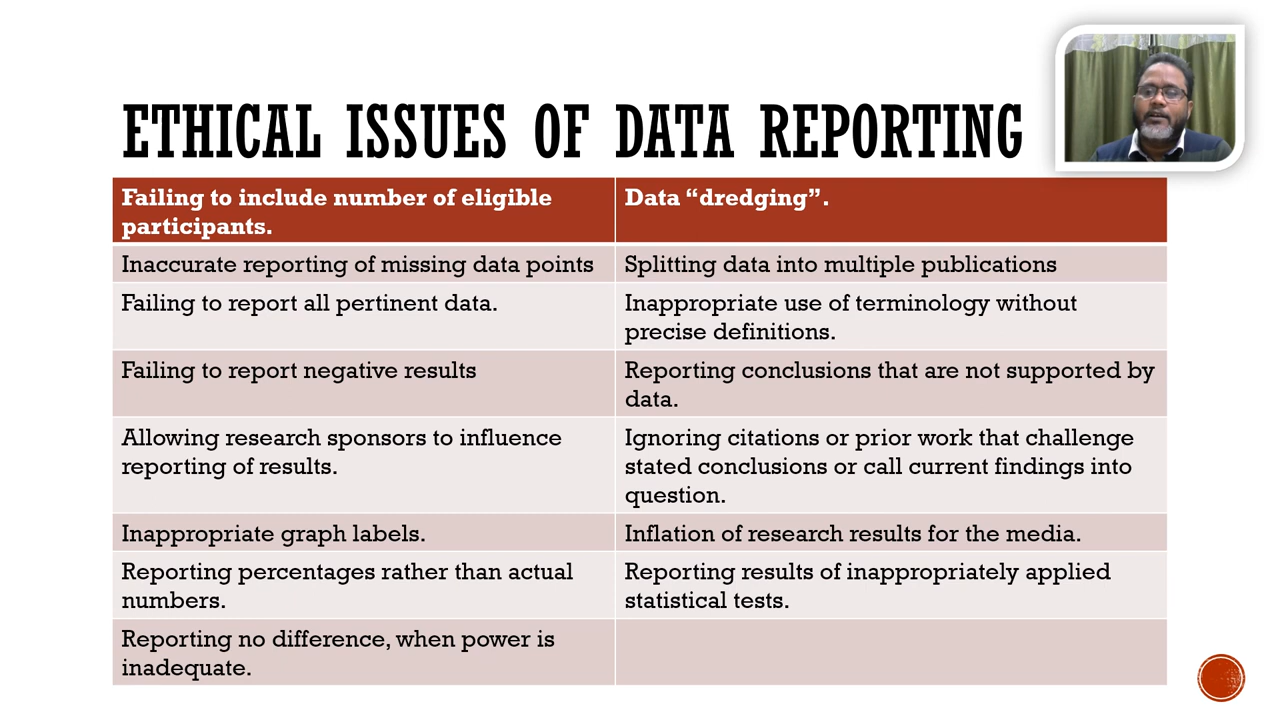 ETHICAL ISSUES OF DATA REPORTING
Failing to include number of eligible
participants.
Data “dredging”.
Inaccurate reporting of missing data points
Splitting data into multiple publications
Failing to report all pertinent data.
Inappropriate use of terminology without
precise definitions.
Failing to report negative results
Reporting conclusions that are not supported by
data.
Allowing research sponsors to influence
reporting of results.
Ignoring citations or prior work that challenge
stated conclusions or call current findings into
question.
Inappropriate graph labels.
Inflation of research results for the media.
Reporting percentages rather than actual
numbers.
Reporting results of inappropriately applied
statistical tests.
Reporting no difference, when power is
inadequate.